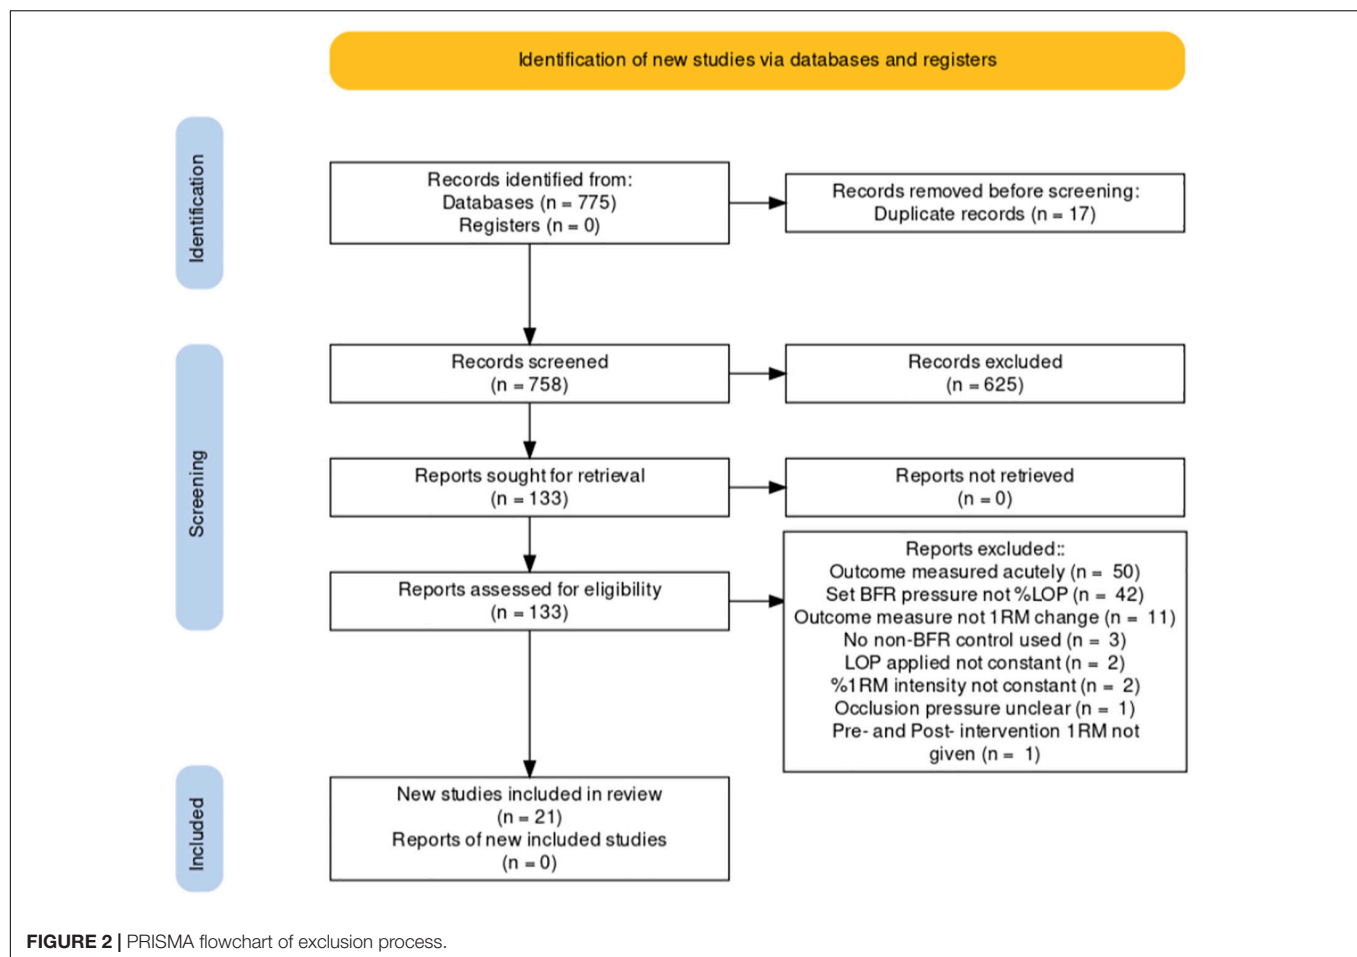 Identification of new studies via databases and registers
Identification
Records identified from:
Databases (n = 775)
Registers (n = 0)
Records removed before screening:
Duplicate records (n = 17)
Screening
Records screened
(n = 758)
Records excluded
(n = 625)
Reports sought for retrieval
(n = 133)
Reports not retrieved
(n = 0)
Reports assessed for eligibility
(n = 133)
Reports excluded::
Outcome measured acutely (n = 50)
Set BFR pressure not %LOP (n = 42)
Outcome measure not 1RM change (n = 11)
No non-BFR control used (n = 3)
LOP applied not constant (n = 2)
%1RM intensity not constant (n = 2)
Occlusion pressure unclear (n = 1)
Pre- and Post- intervention 1RM not
given (n = 1)
Included
New studies included in review
(n = 21)
Reports of new included studies
(n = 0)
FIGURE 2 | PRISMA flowchart of exclusion process.